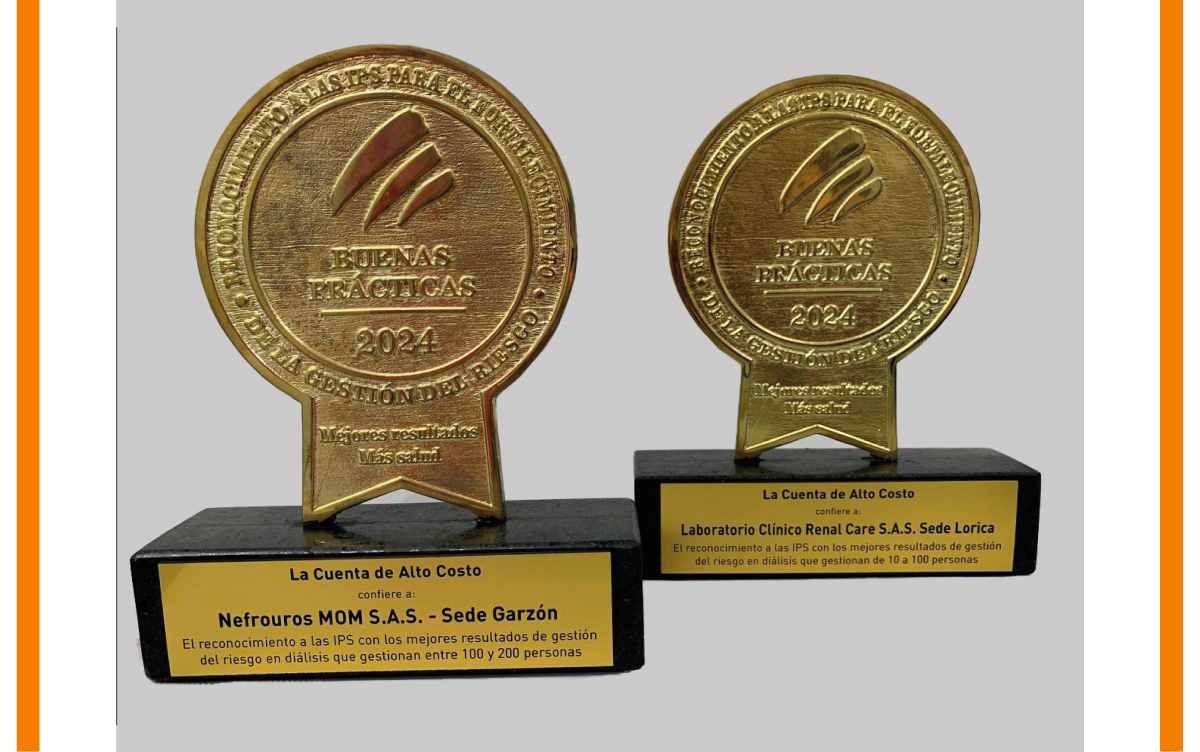 RECONOCIMIENTO A LAS IPS PARA EL FORTALECIMIENTO
DE LA GESTIÓN DEL RIESGO
BUENAS
PRÁCTICAS
2024
Mejores resultados
Más salud
La Cuenta de Alto Costo
confiere a:
Nefrouros MOM S.A.S. - Sede Garzón
El reconocimiento a las IPS con los mejores resultados de gestión
del riesgo en diálisis que gestionan entre 100 y 200 personas
RECONOCIMIENTO A LAS IPS PARA EL FORTALECIMIENTO
DE LA GESTIÓN DEL RIESGO
BUENAS
PRÁCTICAS
2024
Mejores resultados
Más salud
La Cuenta de Alto Costo
confiere a:
Laboratorio Clínico Renal Care S.A.S. Sede Lorica
El reconocimiento a las IPS con los mejores resultados de gestión
del riesgo en diálisis que gestionan de 10 a 100 personas